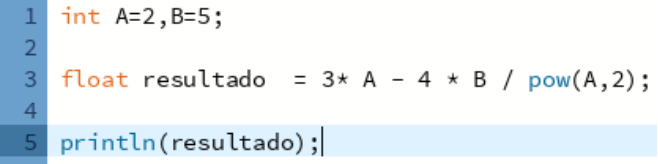 1 int A=2,B=5;
2
3 float resultado  = 3* A – 4 * B / pow(A,2);
4
5 println(resultado);